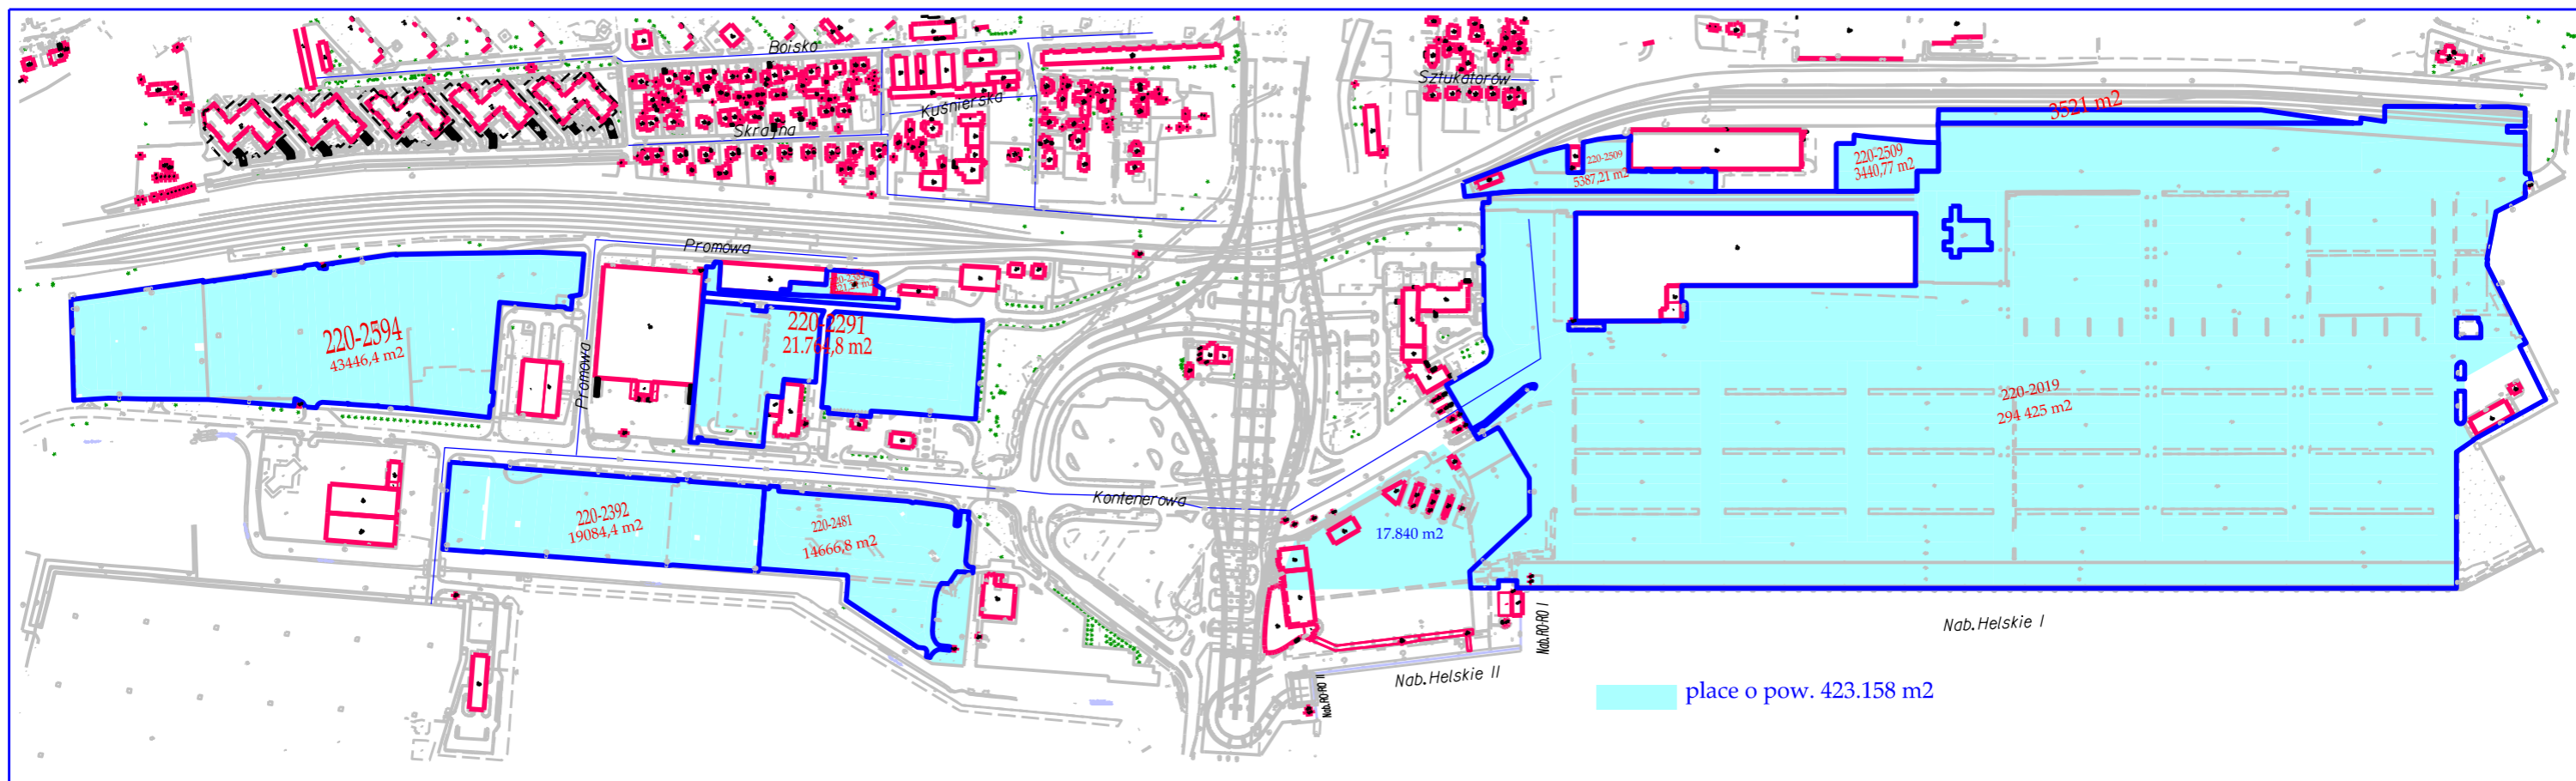 Boisko
Sztukatorów
Kuśnierska
Skrajna
3521 m2
220-2509
5387,21 m2
220-2509
3440,77 m2
Promowa
220-2594
43446,4 m2
Promowa
220-2291
21.764,8 m2
220-2019
294 425 m2
Kontenerowa
220-2392
19084,4 m2
220-2481
14666,8 m2
17.840 m2
Nab.RO-RO I
Nab.Helskie I
Nab.Helskie II
Nab.RO-RO II
place o pow. 423.158 m2